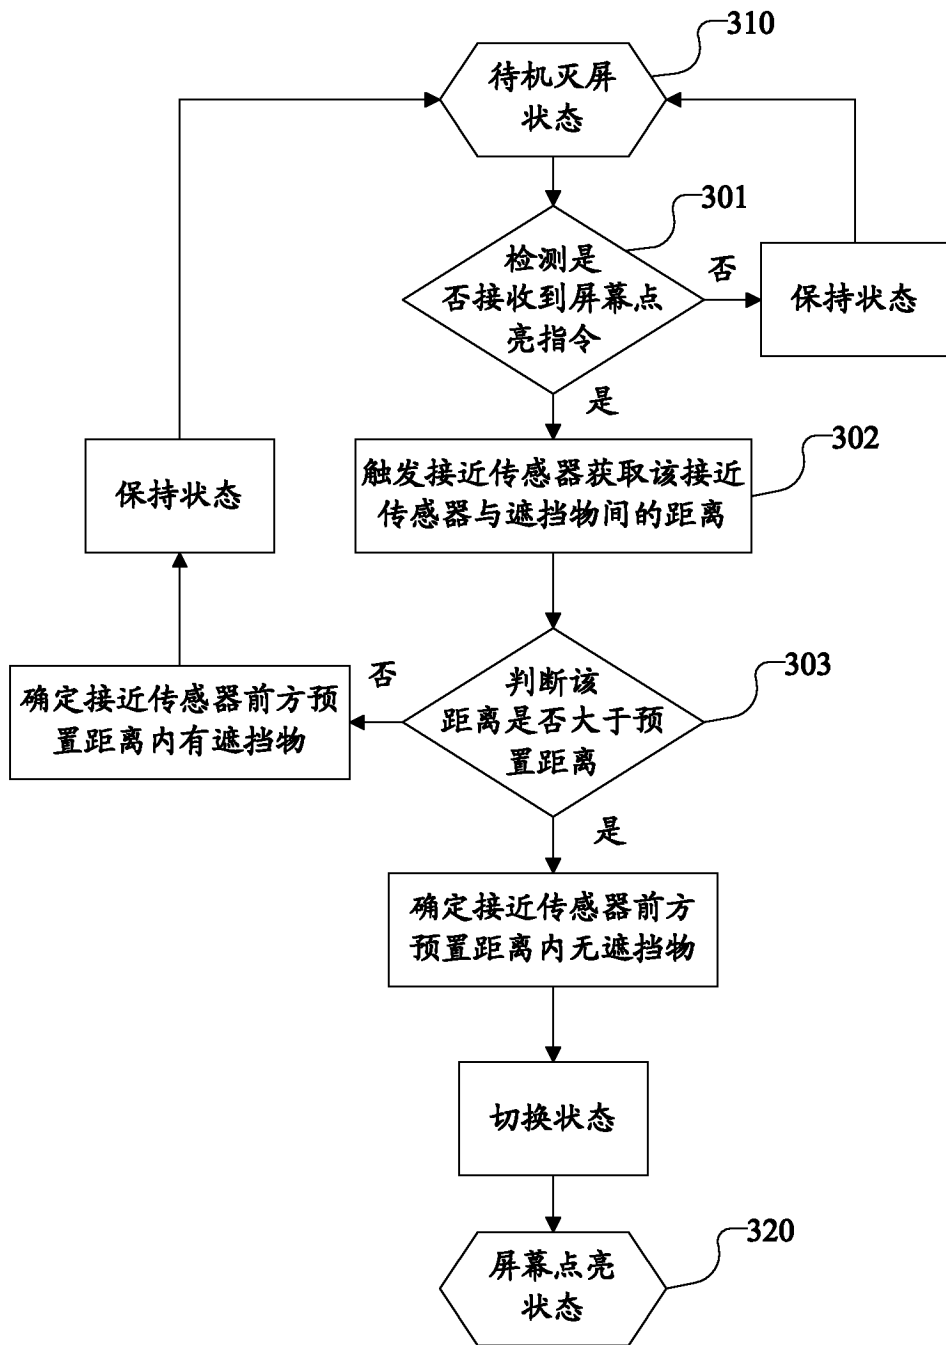 310
待机灭屏
状态
301
检测是
否接收到屏幕点
亮指令
否
保持状态
是
302
触发接近传感器获取该接近
传感器与遮挡物间的距离
保持状态
303
判断该
距离是否大于预
置距离
否
确定接近传感器前方预
置距离内有遮挡物
是
确定接近传感器前方
预置距离内无遮挡物
切换状态
320
屏幕点亮
状态